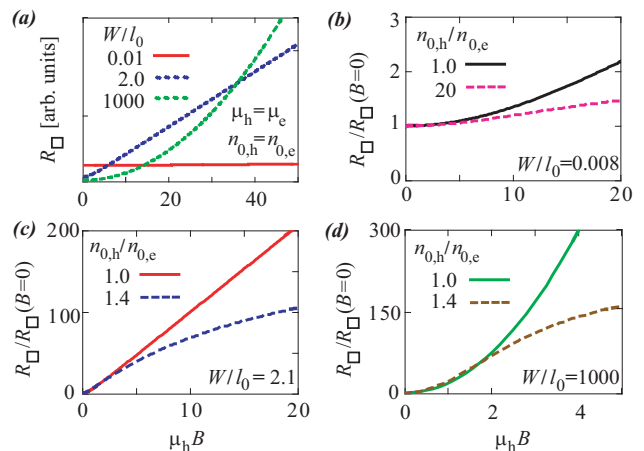 (a)
W/l₀
0.01
2.0
1000
μₕ=μₑ
n₀,ₕ=n₀,ₑ
R□ [arb. units]
0 20 40
(b)
n₀,ₕ/n₀,ₑ
1.0
20
W/l₀=0.008
R□/R□(B=0)
3
2
1
0
0 10 20
(c)
n₀,ₕ/n₀,ₑ
1.0
1.4
W/l₀=2.1
R□/R□(B=0)
200
100
0
0 10 20
μₕB
(d)
n₀,ₕ/n₀,ₑ
1.0
1.4
W/l₀=1000
R□/R□(B=0)
300
150
0
0 2 4
μₕB